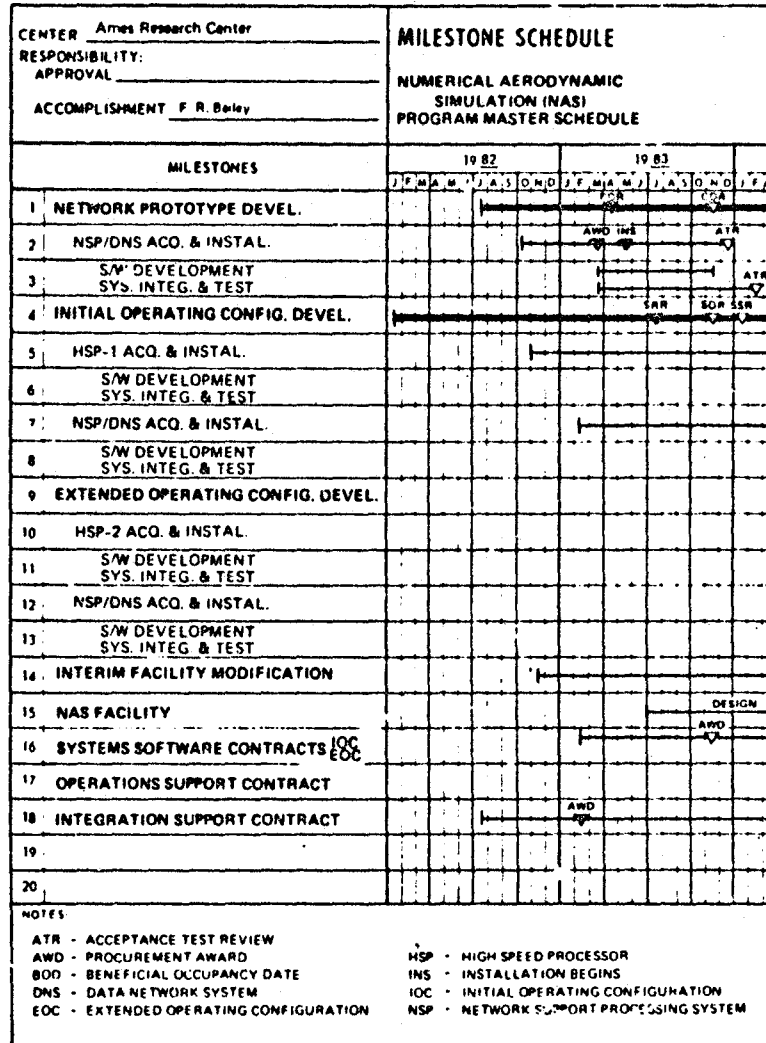 CENTER Ames Research Center
RESPONSIBILITY:
APPROVAL
ACCOMPLISHMENT F. R. Bailey
MILESTONE SCHEDULE
NUMERICAL AERODYNAMIC
SIMULATION (NAS)
PROGRAM MASTER SCHEDULE
MILESTONES
19 82
19 83
J F M A M J J A S O N D J F M A M J J A S O N D J F
1 NETWORK PROTOTYPE DEVEL.
2 NSP/DNS ACQ. & INSTAL.
AWD INS ATR
3 S/W DEVELOPMENT
SYS. INTEG. & TEST
ATR
4 INITIAL OPERATING CONFIG. DEVEL.
SRR SDR SSR
5 HSP-1 ACQ. & INSTAL.
6 S/W DEVELOPMENT
SYS. INTEG. & TEST
7 NSP/DNS ACQ. & INSTAL.
8 S/W DEVELOPMENT
SYS. INTEG. & TEST
9 EXTENDED OPERATING CONFIG. DEVEL.
10 HSP-2 ACQ. & INSTAL.
11 S/W DEVELOPMENT
SYS. INTEG. & TEST
12 NSP/DNS ACQ. & INSTAL.
13 S/W DEVELOPMENT
SYS. INTEG. & TEST
14 INTERIM FACILITY MODIFICATION
15 NAS FACILITY
DESIGN
16 SYSTEMS SOFTWARE CONTRACTS IOC
EOC
AWD
17 OPERATIONS SUPPORT CONTRACT
18 INTEGRATION SUPPORT CONTRACT
AWD
19
20
NOTES:
ATR - ACCEPTANCE TEST REVIEW
AWD - PROCUREMENT AWARD
BOD - BENEFICIAL OCCUPANCY DATE
DNS - DATA NETWORK SYSTEM
EOC - EXTENDED OPERATING CONFIGURATION
HSP - HIGH SPEED PROCESSOR
INS - INSTALLATION BEGINS
IOC - INITIAL OPERATING CONFIGURATION
NSP - NETWORK SUPPORT PROCESSING SYSTEM